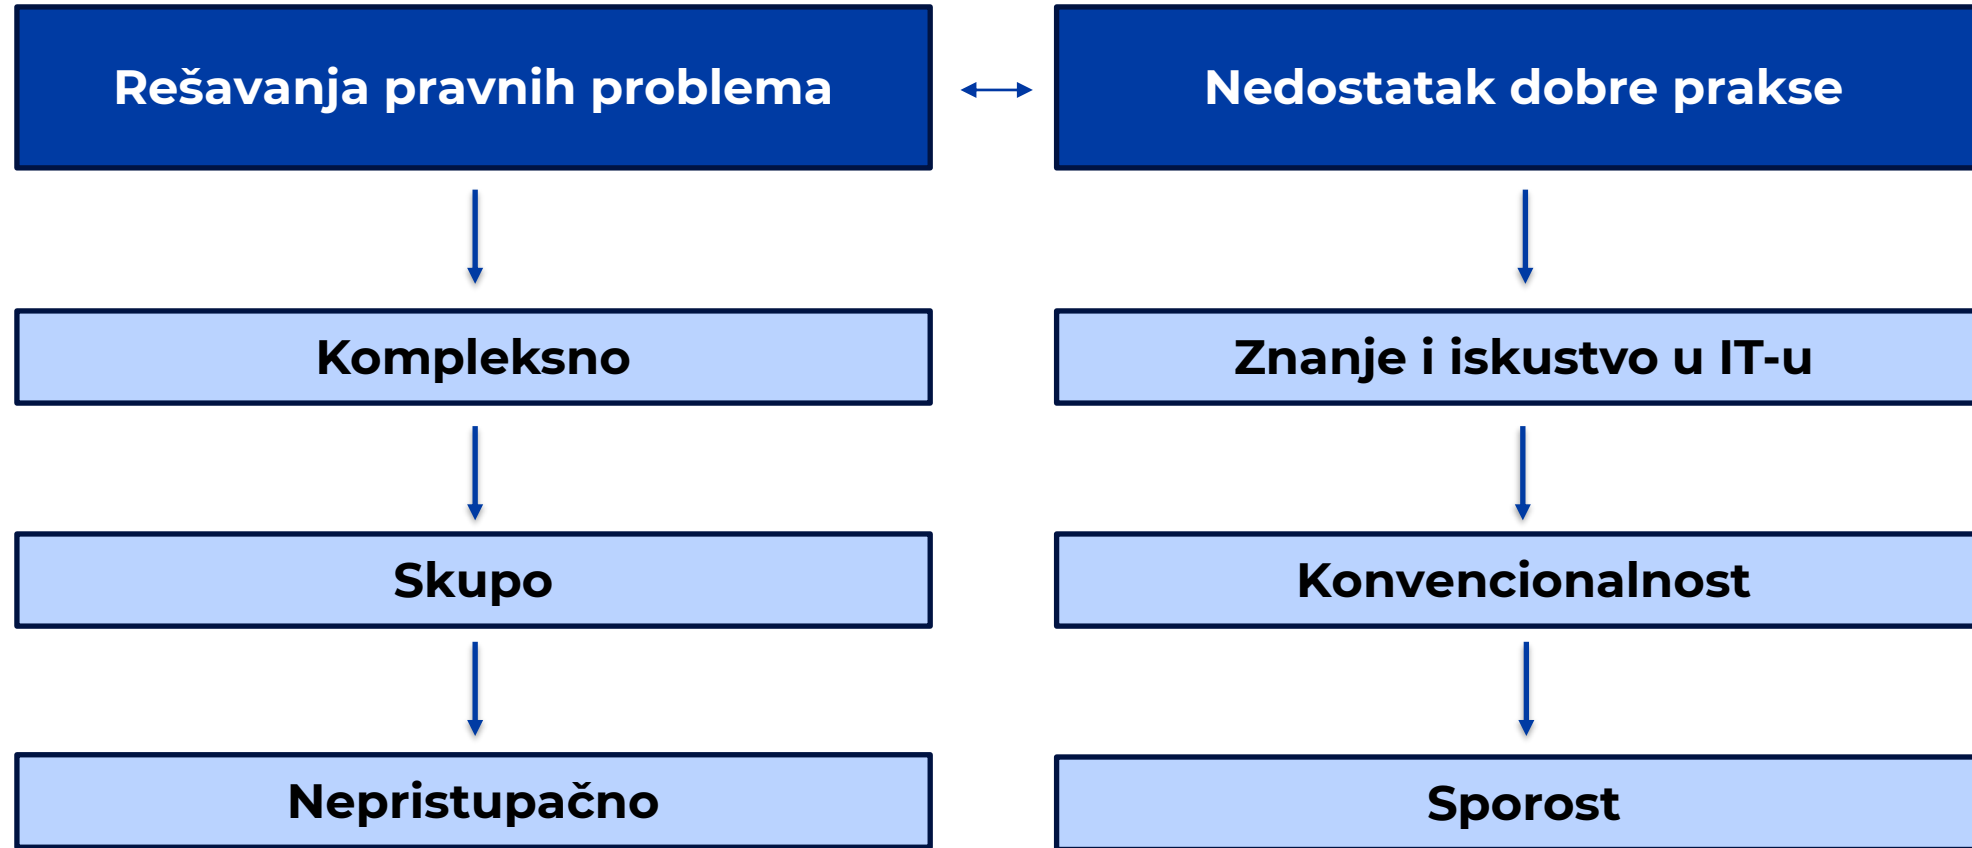 Rešavanja pravnih problema
Nedostatak dobre prakse
Kompleksno
Znanje i iskustvo u IT-u
Skupo
Konvencionalnost
Nepristupačno
Sporost